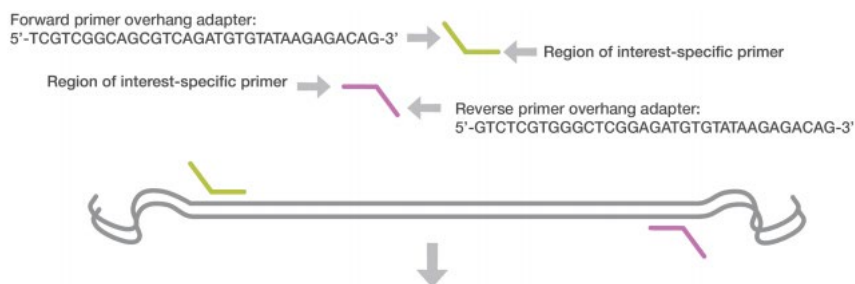 Forward primer overhang adapter:
5'-TCGTCGGCAGCGTCAGATGTGTATAAGAGACAG-3'
Region of interest-specific primer
Region of interest-specific primer
Reverse primer overhang adapter:
5'-GTCTCGTGGGCTCGGAGATGTGTATAAGAGACAG-3'